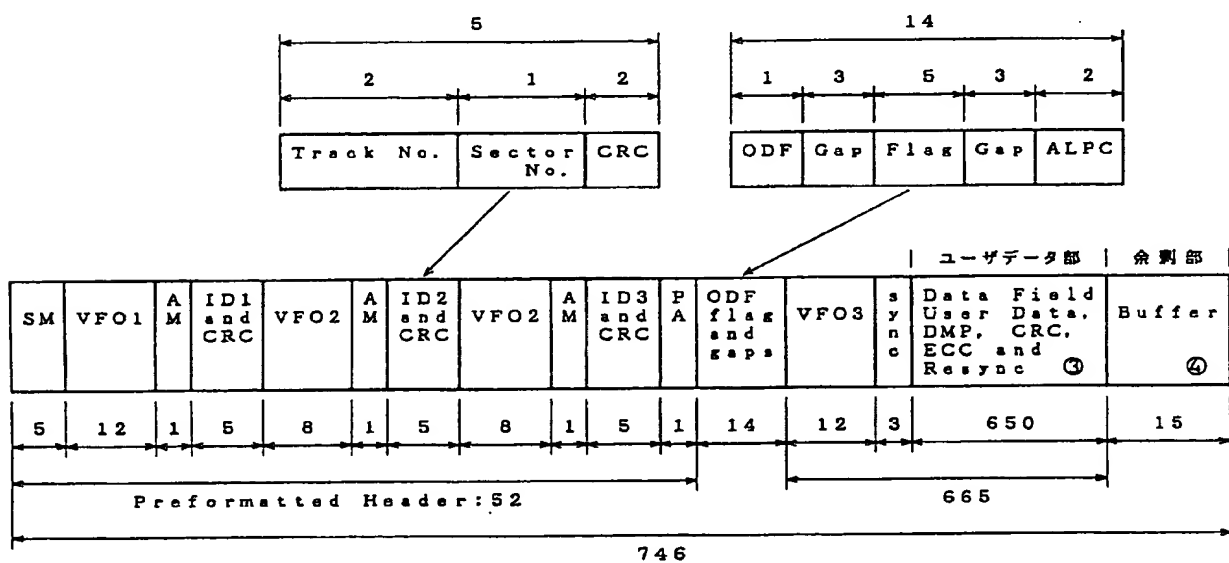 5
14
2 1 2
1 3 5 3 2
Track No.
Sector No.
CRC
ODF
Gap
Flag
Gap
ALPC
ユーザデータ部
余剰部
SM
VFO1
AM
ID1 and CRC
VFO2
AM
ID2 and CRC
VFO2
AM
ID3 and CRC
PA
ODF flag and gaps
VFO3
sync
Data Field
User Data,
DMP, CRC,
ECC and
Resync ③
Buffer
④
5 12 1 5 8 1 5 8 1 5 1 14 12 3 650 15
Preformatted Header:52
665
746